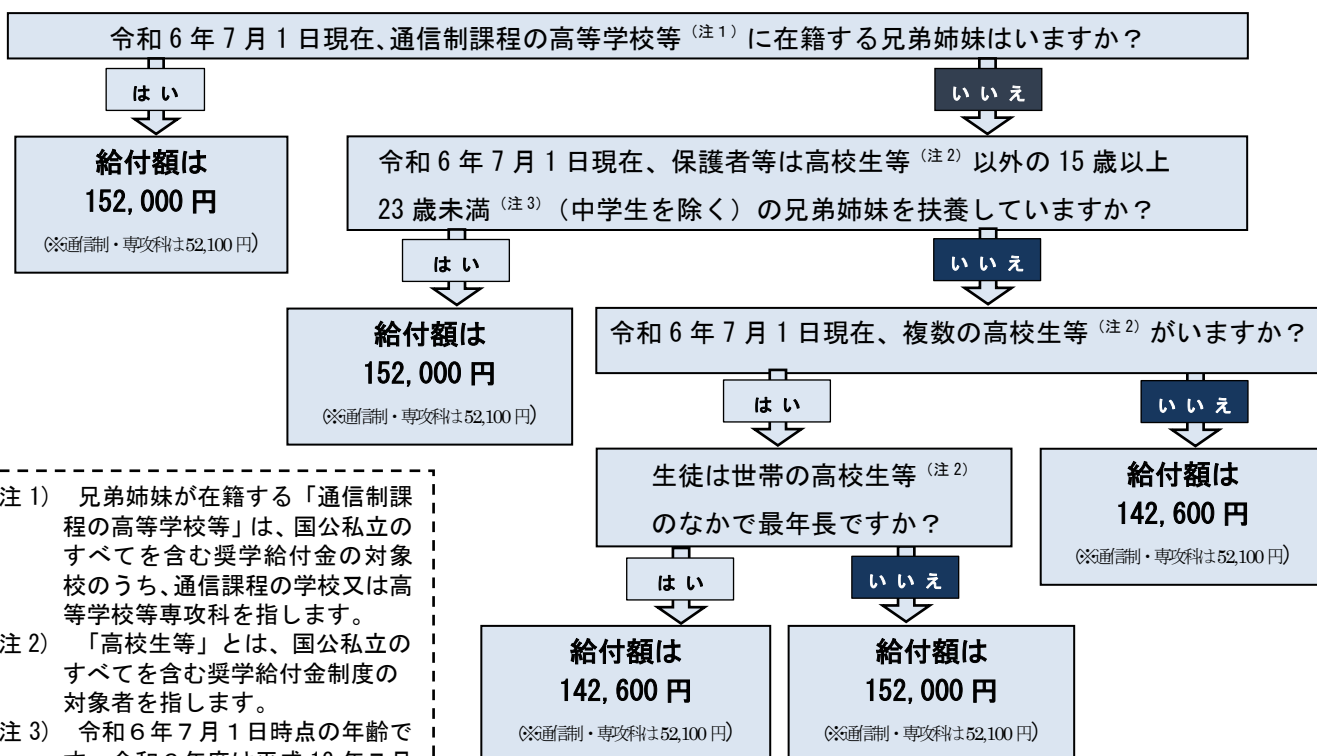 令和6年7月1日現在、通信制課程の高等学校等（注1）に在籍する兄弟姉妹はいますか？
はい
いいえ
給付額は
152,000円
（※通信制・専攻科は52,100円）
令和6年7月1日現在、保護者等は高校生等（注2）以外の15歳以上
23歳未満（注3）（中学生を除く）の兄弟姉妹を扶養していますか？
はい
いいえ
給付額は
152,000円
（※通信制・専攻科は52,100円）
令和6年7月1日現在、複数の高校生等（注2）がいますか？
はい
いいえ
生徒は世帯の高校生等（注2）
のなかで最年長ですか？
給付額は
142,600円
（※通信制・専攻科は52,100円）
はい
いいえ
給付額は
142,600円
（※通信制・専攻科は52,100円）
給付額は
152,000円
（※通信制・専攻科は52,100円）
注1） 兄弟姉妹が在籍する「通信制課
程の高等学校等」は、国公私立の
すべてを含む奨学給付金の対象
校のうち、通信課程の学校又は高
等学校等専攻科を指します。
注2） 「高校生等」とは、国公私立の
すべてを含む奨学給付金制度の
対象者を指します。
注3） 令和６年７月１日時点の年齢で